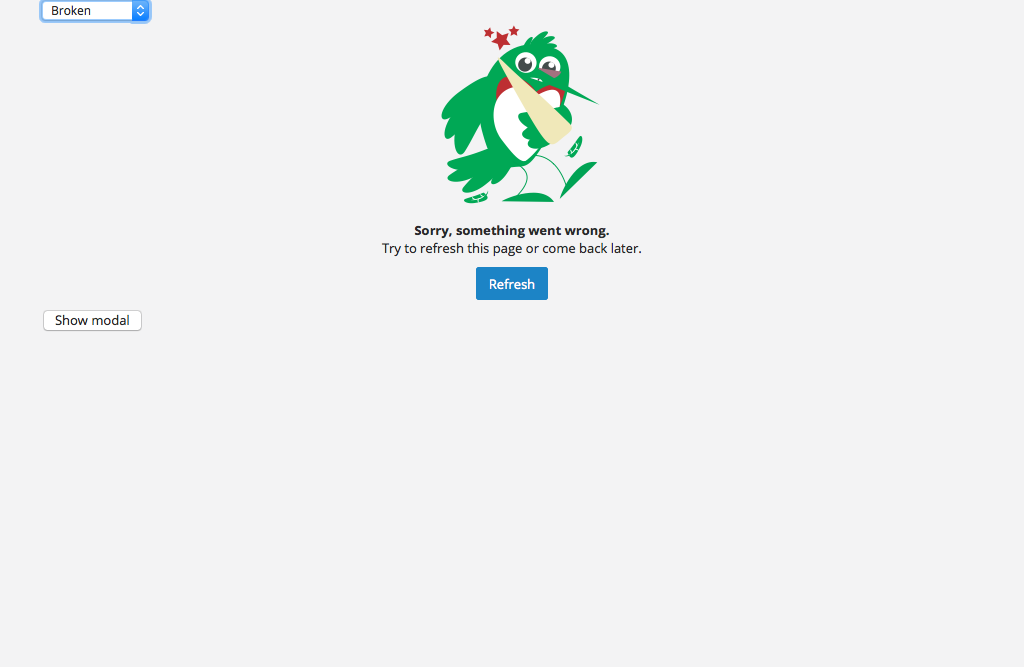 Broken
Sorry, something went wrong.
Try to refresh this page or come back later.
Refresh
Show modal